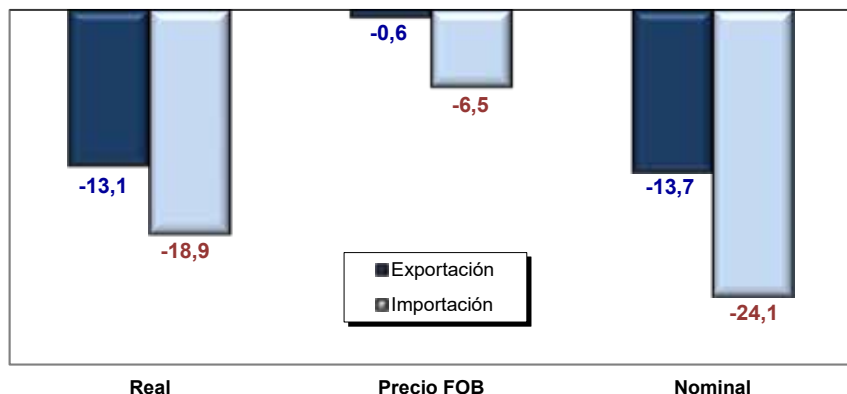 -0,6
-6,5
-13,1
-13,7
-18,9
Exportación
Importación
-24,1
Real Precio FOB Nominal